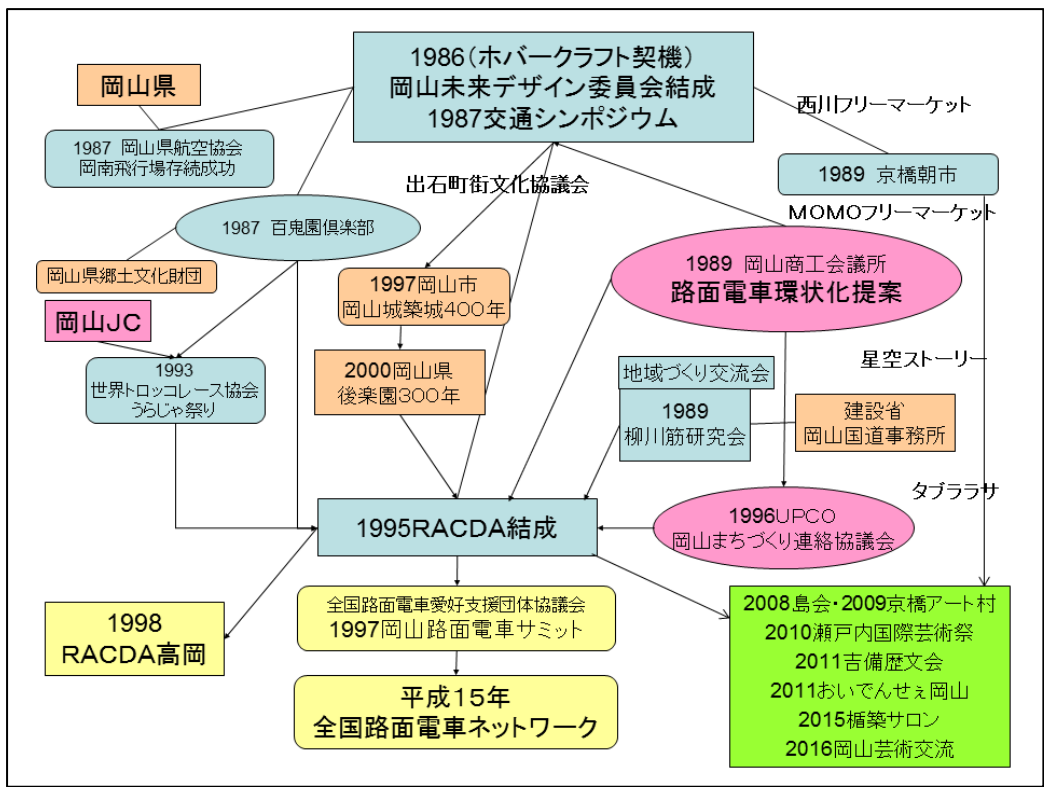 1986(ホバークラフト契機)
岡山未来デザイン委員会結成
1987交通シンポジウム
岡山県
西川フリーマーケット
1987 岡山県航空協会
岡南飛行場存続成功
1989 京橋朝市
出石町街文化協議会
MOMOフリーマーケット
1987 百鬼園倶楽部
岡山県郷土文化財団
1997岡山市
岡山城築城400年
1989 岡山商工会議所
路面電車環状化提案
岡山JC
星空ストーリー
1993
世界トロッコレース協会
うらじゃ祭り
2000岡山県
後楽園300年
地域づくり交流会
1989
柳川筋研究会
建設省
岡山国道事務所
タブララサ
1995RACDA結成
1996UPCO
岡山まちづくり連絡協議会
1998
RACDA高岡
全国路面電車愛好支援団体協議会
1997岡山路面電車サミット
平成15年
全国路面電車ネットワーク
2008島会・2009京橋アート村
2010瀬戸内国際芸術祭
2011吉備歴文会
2011おいでんせぇ岡山
2015楯築サロン
2016岡山芸術交流